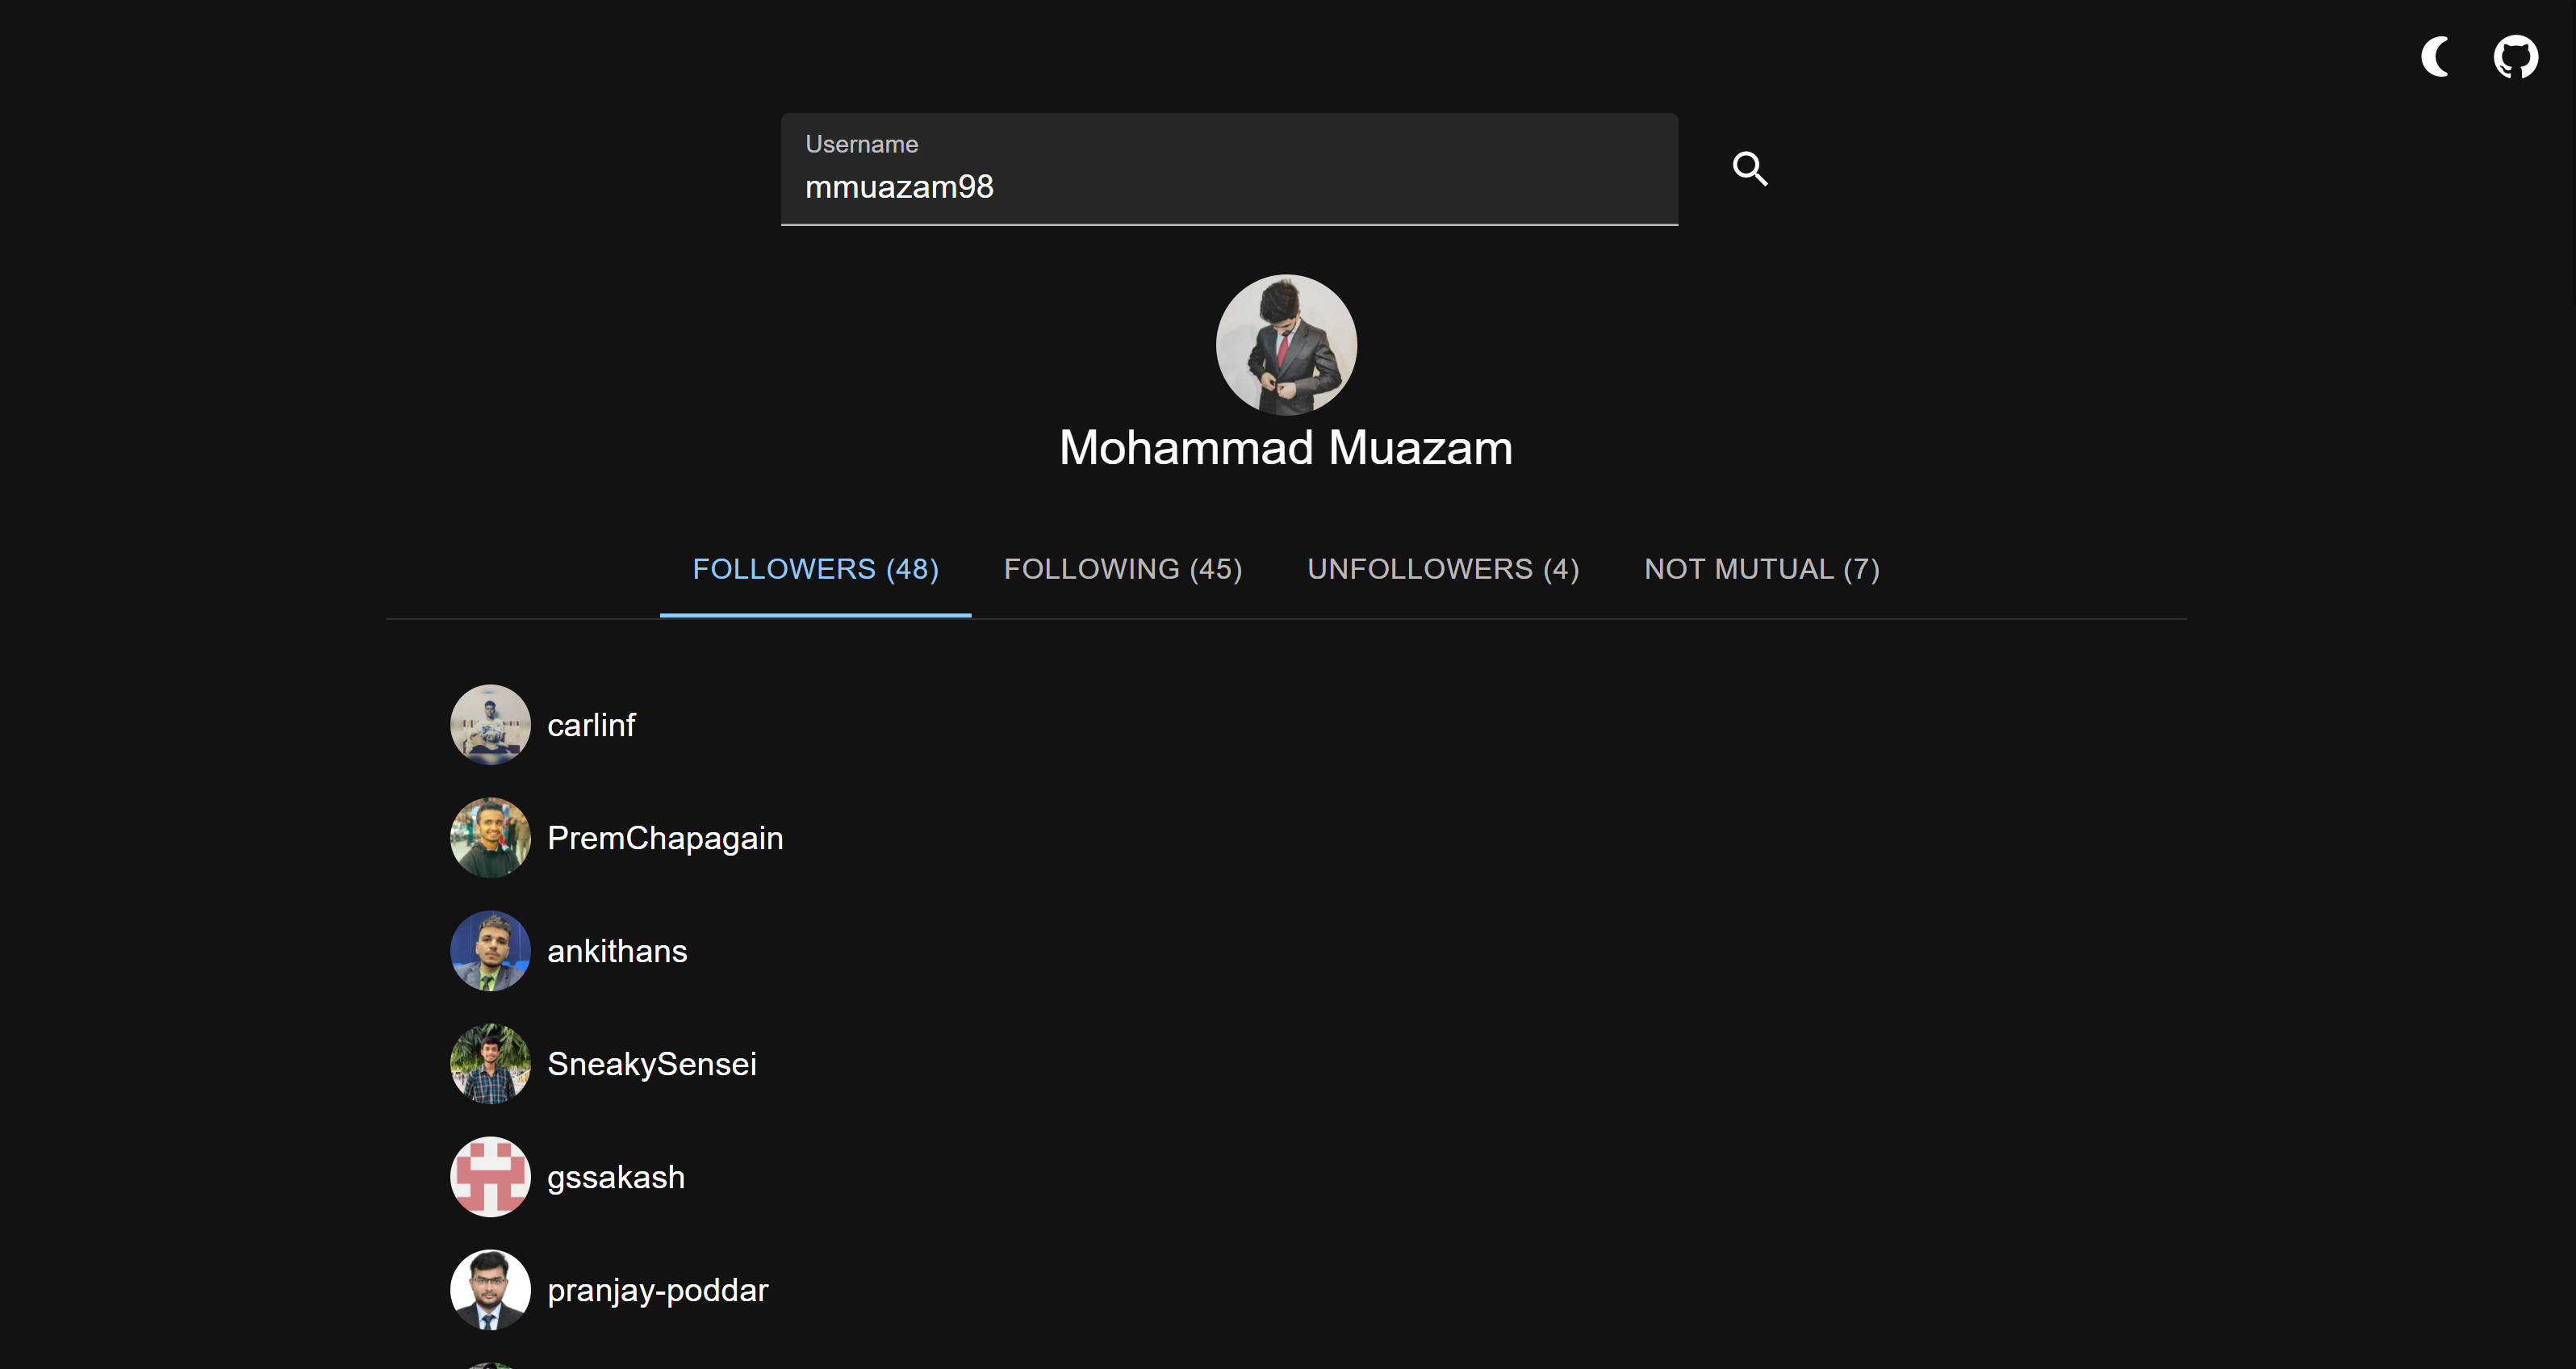 Username
mmuazam98
Mohammad Muazam
FOLLOWERS (48) FOLLOWING (45) UNFOLLOWERS (4) NOT MUTUAL (7)
carlinf
PremChapagain
ankithans
SneakySensei
gssakash
pranjay-poddar